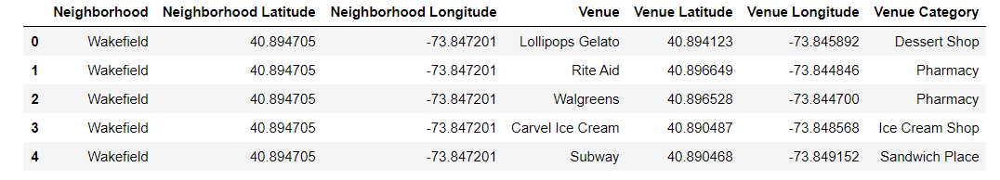 Neighborhood Neighborhood Latitude Neighborhood Longitude Venue Venue Latitude Venue Longitude Venue Category
0 Wakefield 40.894705 -73.847201 Lollipops Gelato 40.894123 -73.845892 Dessert Shop
1 Wakefield 40.894705 -73.847201 Rite Aid 40.896649 -73.844846 Pharmacy
2 Wakefield 40.894705 -73.847201 Walgreens 40.896528 -73.844700 Pharmacy
3 Wakefield 40.894705 -73.847201 Carvel Ice Cream 40.890487 -73.848568 Ice Cream Shop
4 Wakefield 40.894705 -73.847201 Subway 40.890468 -73.849152 Sandwich Place